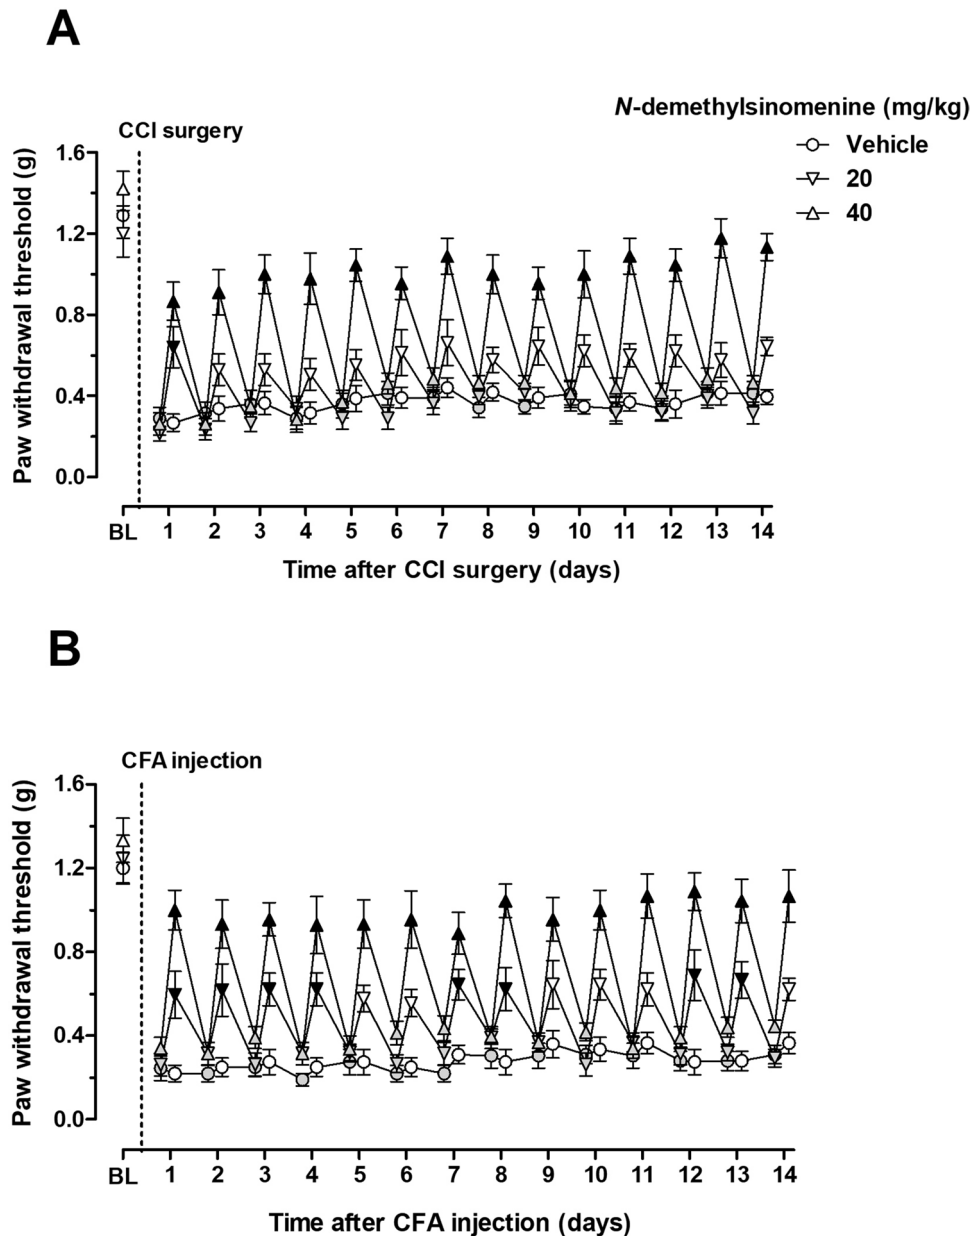 A
N-demethylsinomenine (mg/kg)
CCI surgery
Vehicle
20
40
Paw withdrawal threshold (g)
1.6
1.2
0.8
0.4
0.0
BL 1 2 3 4 5 6 7 8 9 10 11 12 13 14
Time after CCI surgery (days)
B
CFA injection
Paw withdrawal threshold (g)
1.6
1.2
0.8
0.4
0.0
BL 1 2 3 4 5 6 7 8 9 10 11 12 13 14
Time after CFA injection (days)